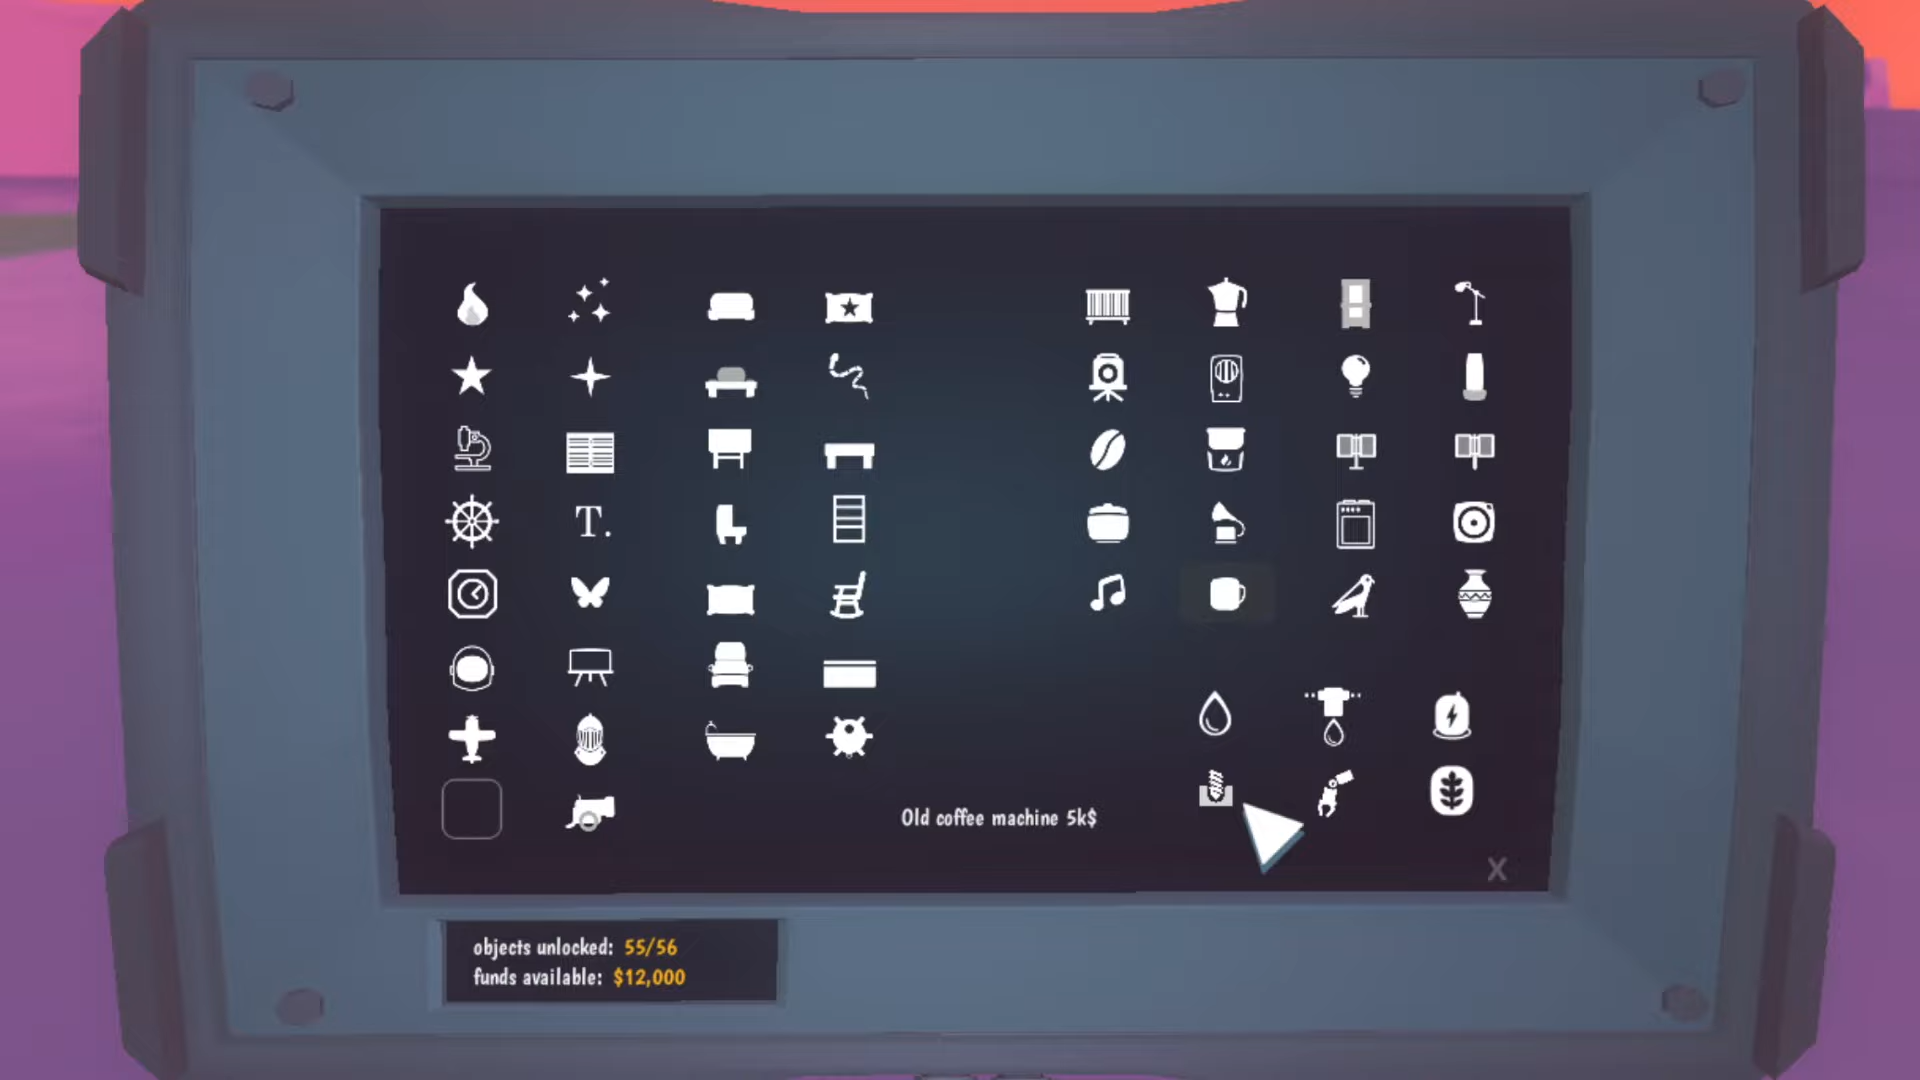 T.
Old coffee machine 5k$
X
objects unlocked: 55/56
funds available: $12,000